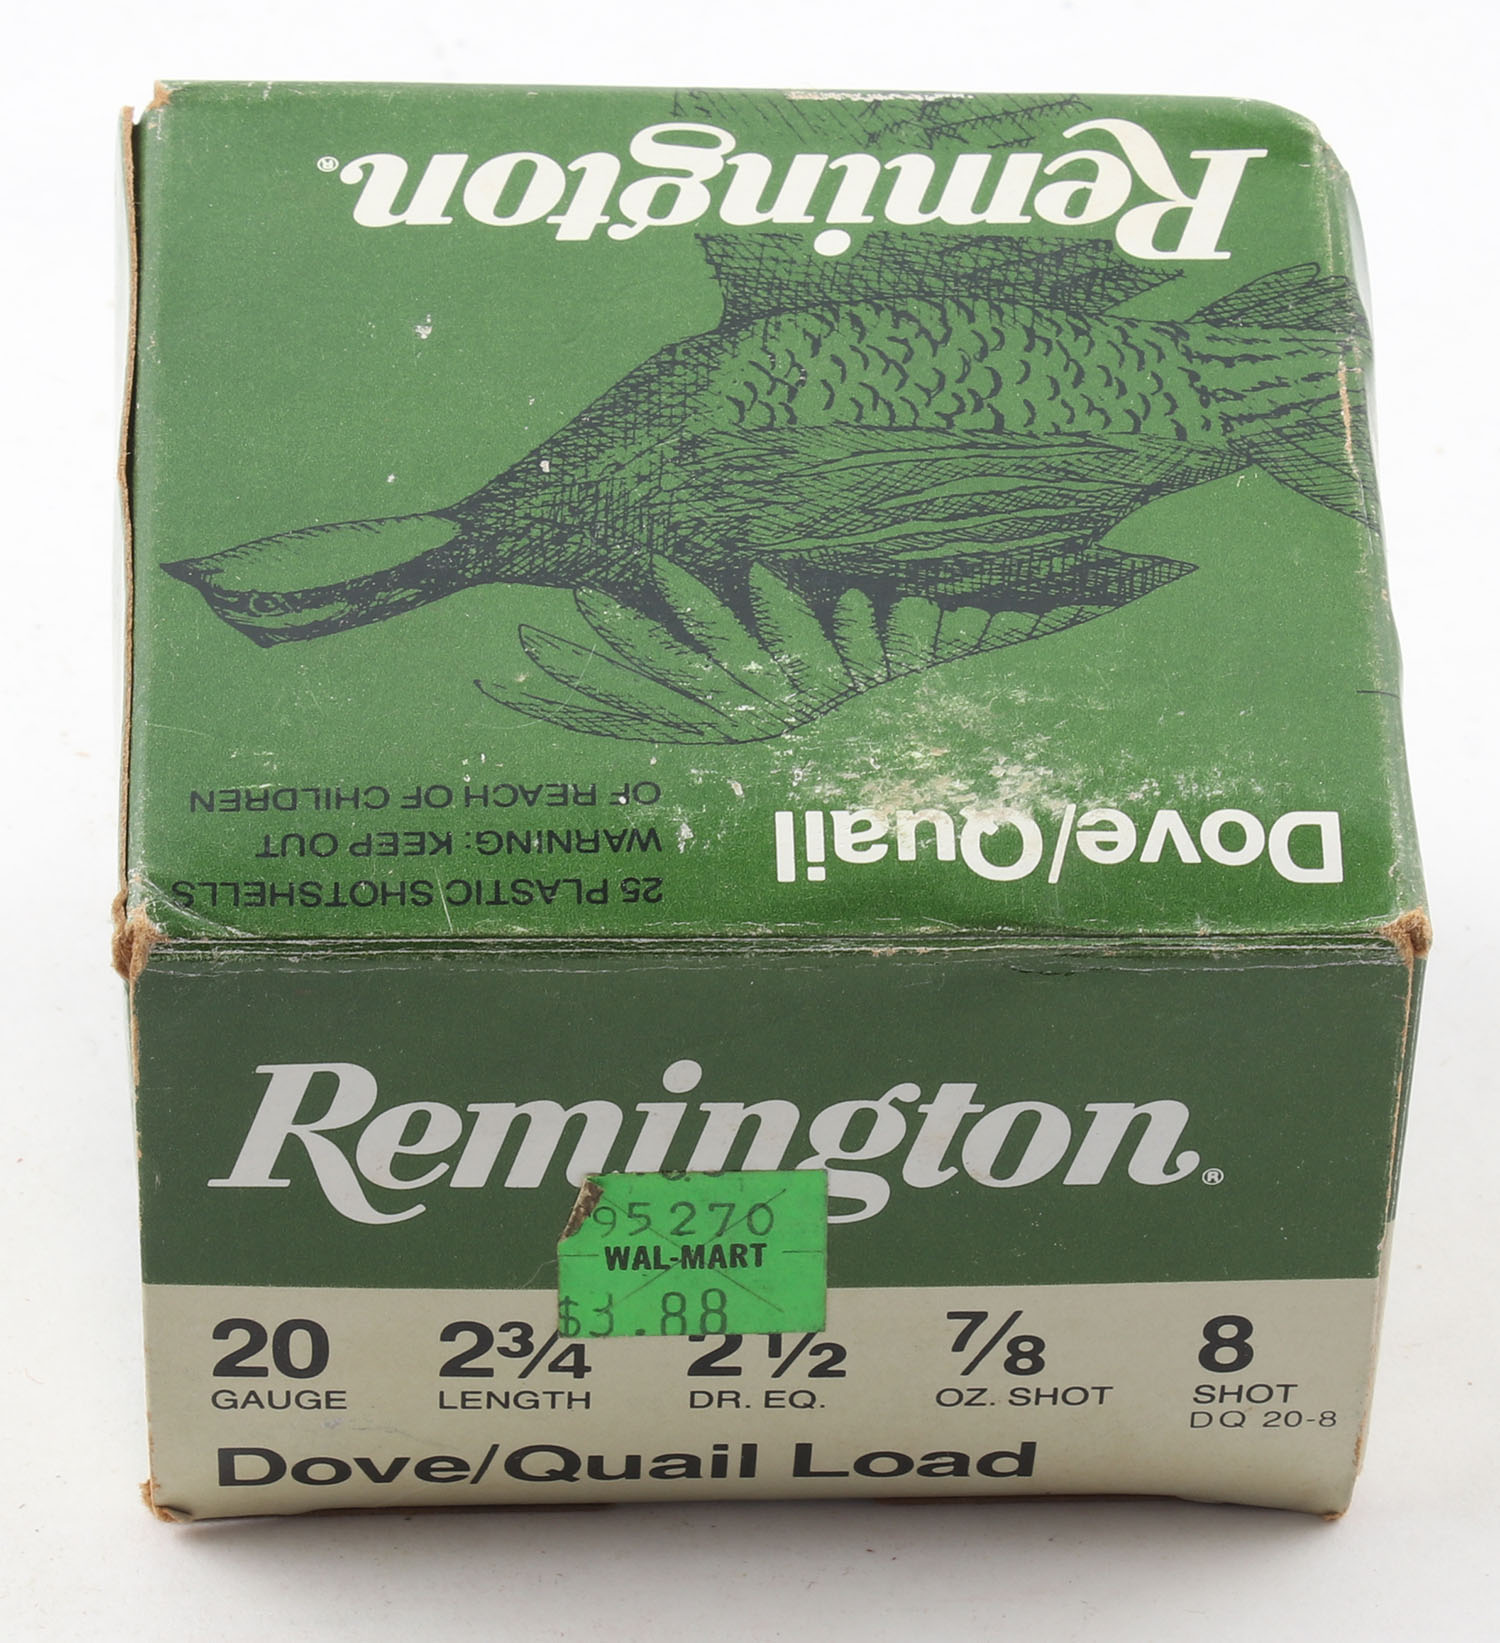 Remington®
Dove/Quail
25 PLASTIC SHOTSHELLS
WARNING: KEEP OUT
OF REACH OF CHILDREN
Remington®
95270
WAL-MART
$3.88
20 2¾ 2½ ⅞ 8
GAUGE LENGTH DR. EQ. OZ. SHOT SHOT
DQ 20-8
Dove/Quail Load